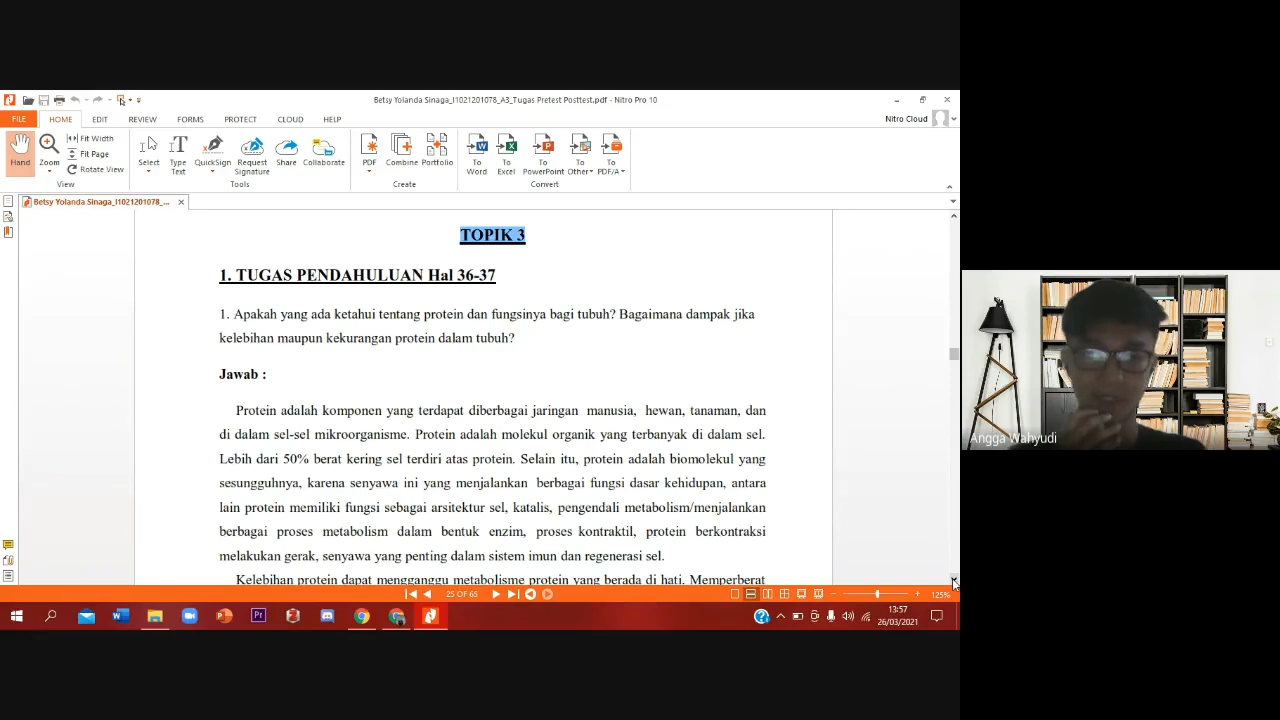 Betsy Yolanda Sinaga_I1021201078_A3_Tugas Pretest Posttest.pdf - Nitro Pro 10
FILE HOME EDIT REVIEW FORMS PROTECT CLOUD HELP
Nitro Cloud
Hand
Zoom
Fit Width
Fit Page
Rotate View
View
Select
Type Text
QuickSign
Request Signature
Share
Collaborate
Tools
PDF
Combine
Portfolio
Create
To Word
To Excel
To PowerPoint
To Other
To PDF/A
Convert
Betsy Yolanda Sinaga_I1021201078_...
TOPIK 3
1. TUGAS PENDAHULUAN Hal 36-37
1. Apakah yang ada ketahui tentang protein dan fungsinya bagi tubuh? Bagaimana dampak jika
kelebihan maupun kekurangan protein dalam tubuh?
Jawab :
Protein adalah komponen yang terdapat diberbagai jaringan manusia, hewan, tanaman, dan
di dalam sel-sel mikroorganisme. Protein adalah molekul organik yang terbanyak di dalam sel.
Lebih dari 50% berat kering sel terdiri atas protein. Selain itu, protein adalah biomolekul yang
sesungguhnya, karena senyawa ini yang menjalankan berbagai fungsi dasar kehidupan, antara
lain protein memiliki fungsi sebagai arsitektur sel, katalis, pengendali metabolism/menjalankan
berbagai proses metabolism dalam bentuk enzim, proses kontraktil, protein berkontraksi
melakukan gerak, senyawa yang penting dalam sistem imun dan regenerasi sel.
Kelebihan protein dapat mengganggu metabolisme protein yang berada di hati. Memperberat
25 OF 65
125%
13:57
26/03/2021
Angga Wahyudi